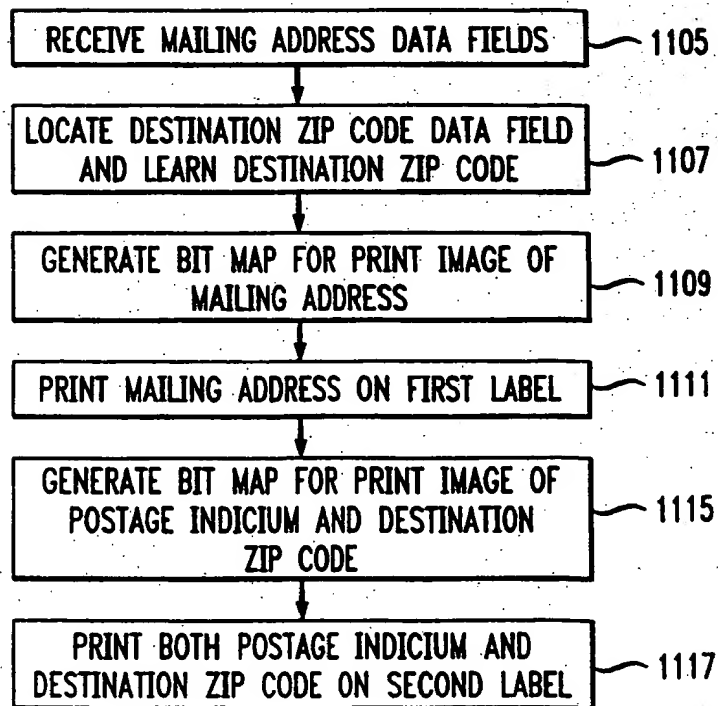 RECEIVE MAILING ADDRESS DATA FIELDS 1105
LOCATE DESTINATION ZIP CODE DATA FIELD
AND LEARN DESTINATION ZIP CODE 1107
GENERATE BIT MAP FOR PRINT IMAGE OF
MAILING ADDRESS 1109
PRINT MAILING ADDRESS ON FIRST LABEL 1111
GENERATE BIT MAP FOR PRINT IMAGE OF
POSTAGE INDICIUM AND DESTINATION 1115
ZIP CODE
PRINT BOTH POSTAGE INDICIUM AND
DESTINATION ZIP CODE ON SECOND LABEL 1117